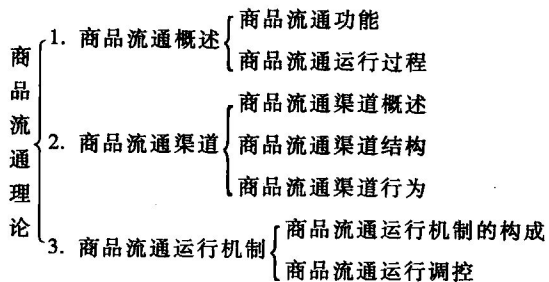 商品流通理论
1. 商品流通概述
商品流通功能
商品流通运行过程
2. 商品流通渠道
商品流通渠道概述
商品流通渠道结构
商品流通渠道行为
3. 商品流通运行机制
商品流通运行机制的构成
商品流通运行调控